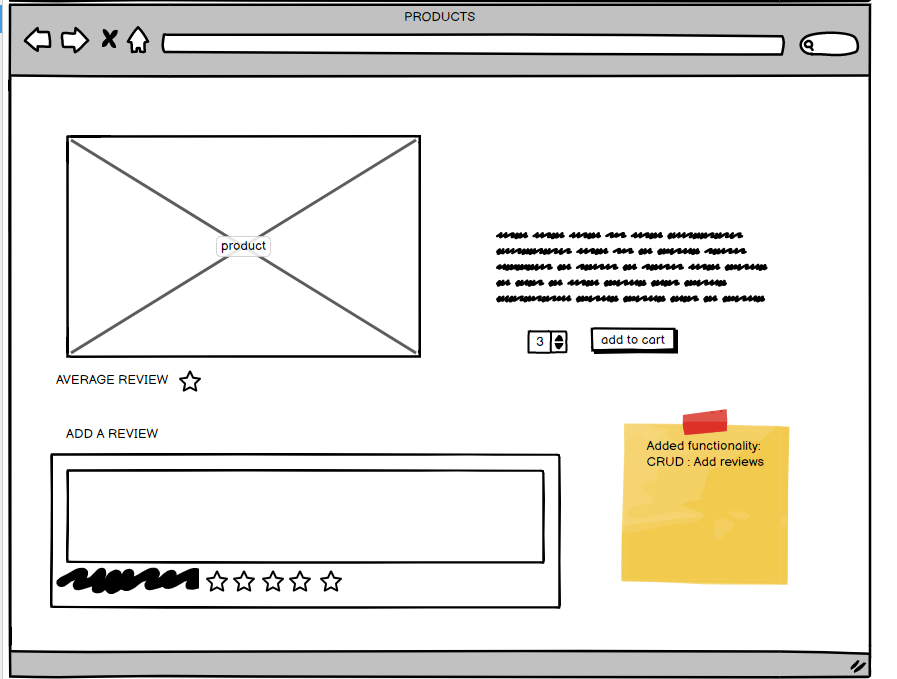 PRODUCTS
product
3
add to cart
AVERAGE REVIEW
ADD A REVIEW
Added functionality:
CRUD : Add reviews